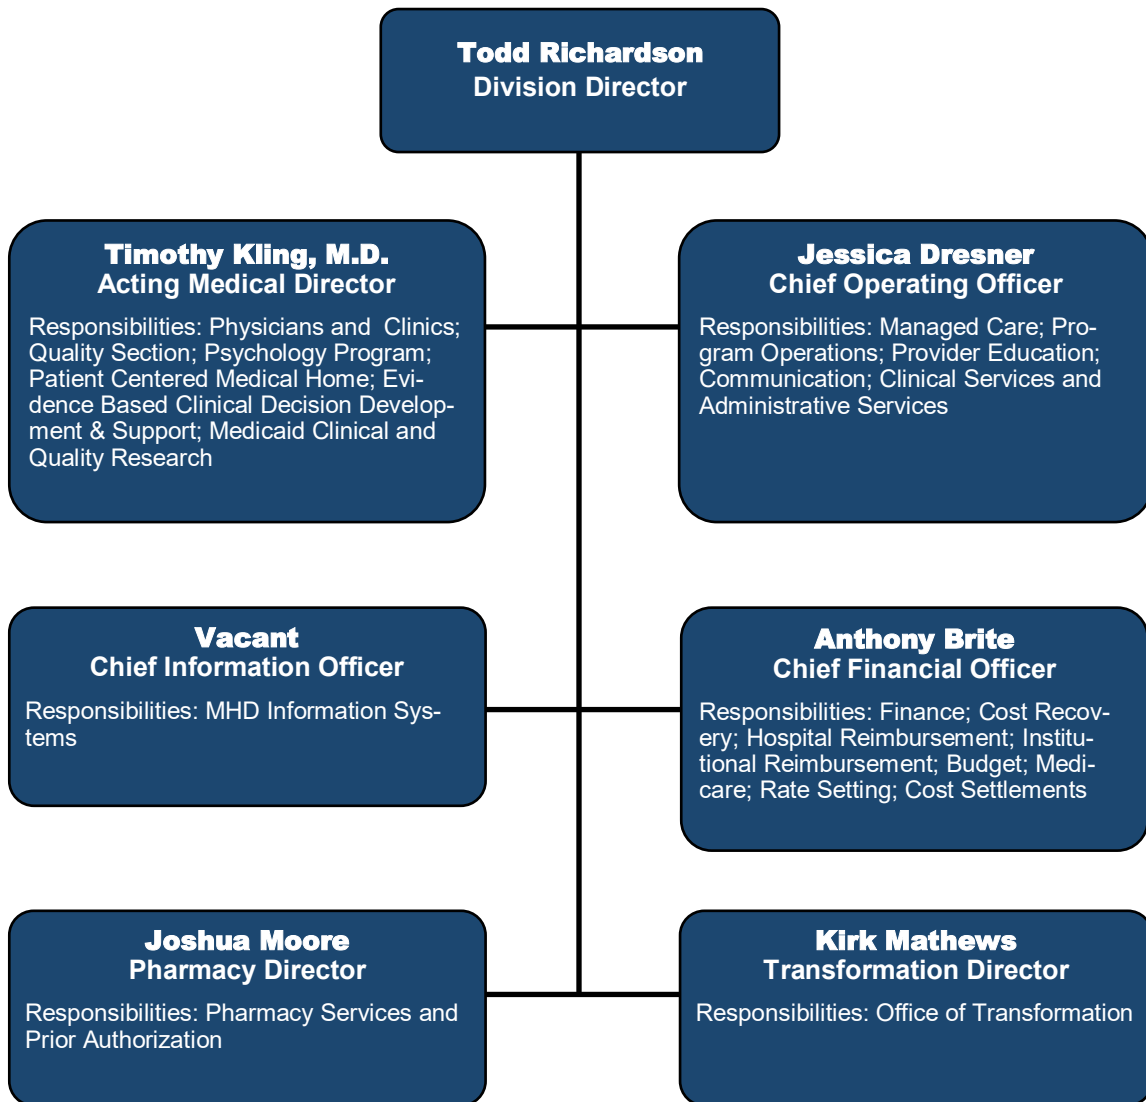 Todd Richardson
Division Director
Timothy Kling, M.D.
Acting Medical Director
Responsibilities: Physicians and  Clinics;
Quality Section; Psychology Program;
Patient Centered Medical Home; Evi-
dence Based Clinical Decision Develop-
ment & Support; Medicaid Clinical and
Quality Research
Jessica Dresner
Chief Operating Officer
Responsibilities: Managed Care; Pro-
gram Operations; Provider Education;
Communication; Clinical Services and
Administrative Services
Vacant
Chief Information Officer
Responsibilities: MHD Information Sys-
tems
Anthony Brite
Chief Financial Officer
Responsibilities: Finance; Cost Recov-
ery; Hospital Reimbursement; Institu-
tional Reimbursement; Budget; Medi-
care; Rate Setting; Cost Settlements
Joshua Moore
Pharmacy Director
Responsibilities: Pharmacy Services and
Prior Authorization
Kirk Mathews
Transformation Director
Responsibilities: Office of Transformation